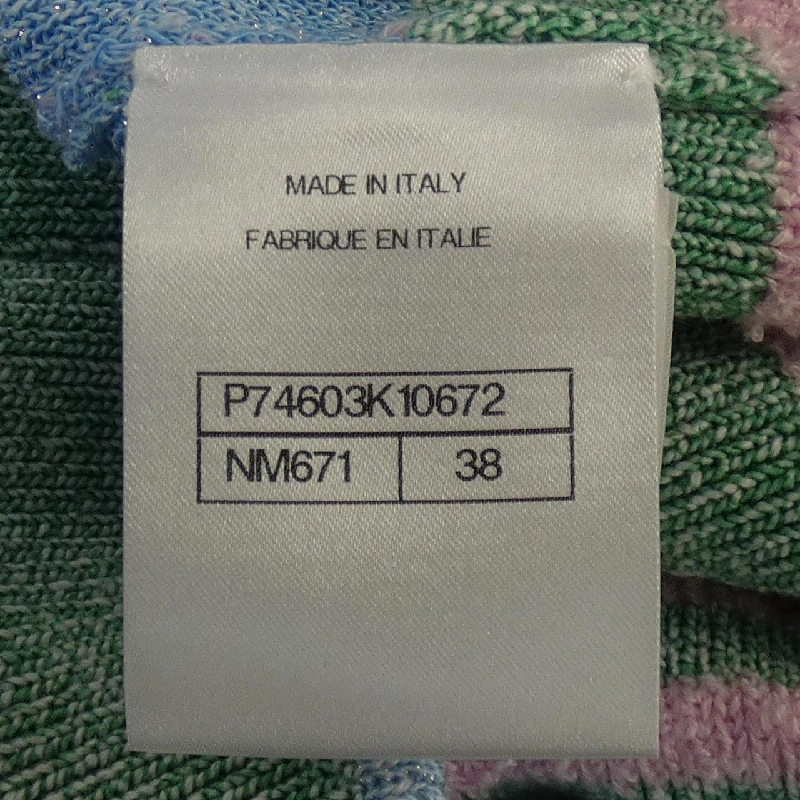 MADE IN ITALY
FABRIQUE EN ITALIE
P74603K10672
NM671 38